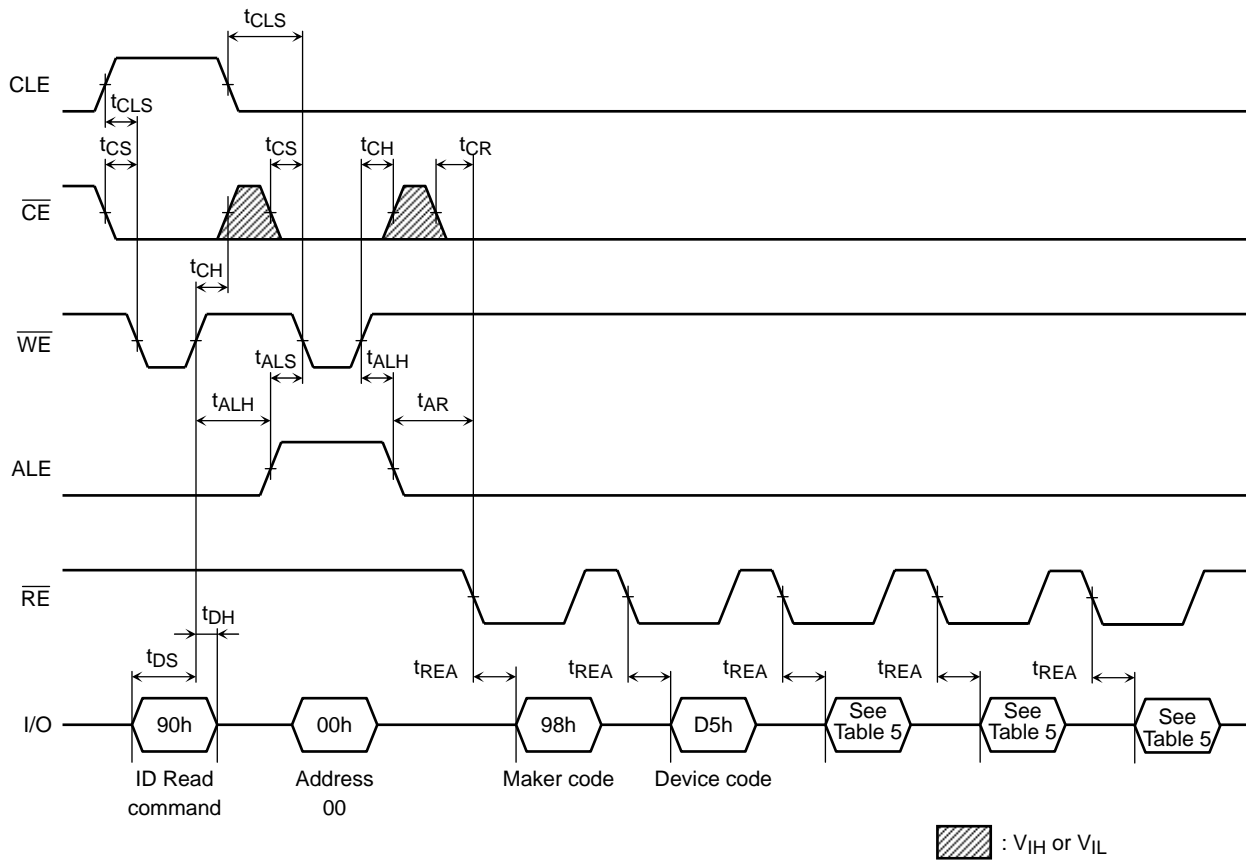 tCLS
CLE
tCLS
tCS
tCS
tCH
tCR
CE
tCH
WE
tALS
tALH
tALH
tAR
ALE
RE
tDH
tDS
tREA
tREA
tREA
tREA
tREA
I/O
90h
00h
98h
D5h
See
Table 5
See
Table 5
See
Table 5
ID Read
command
Address
00
Maker code
Device code
: VIH or VIL